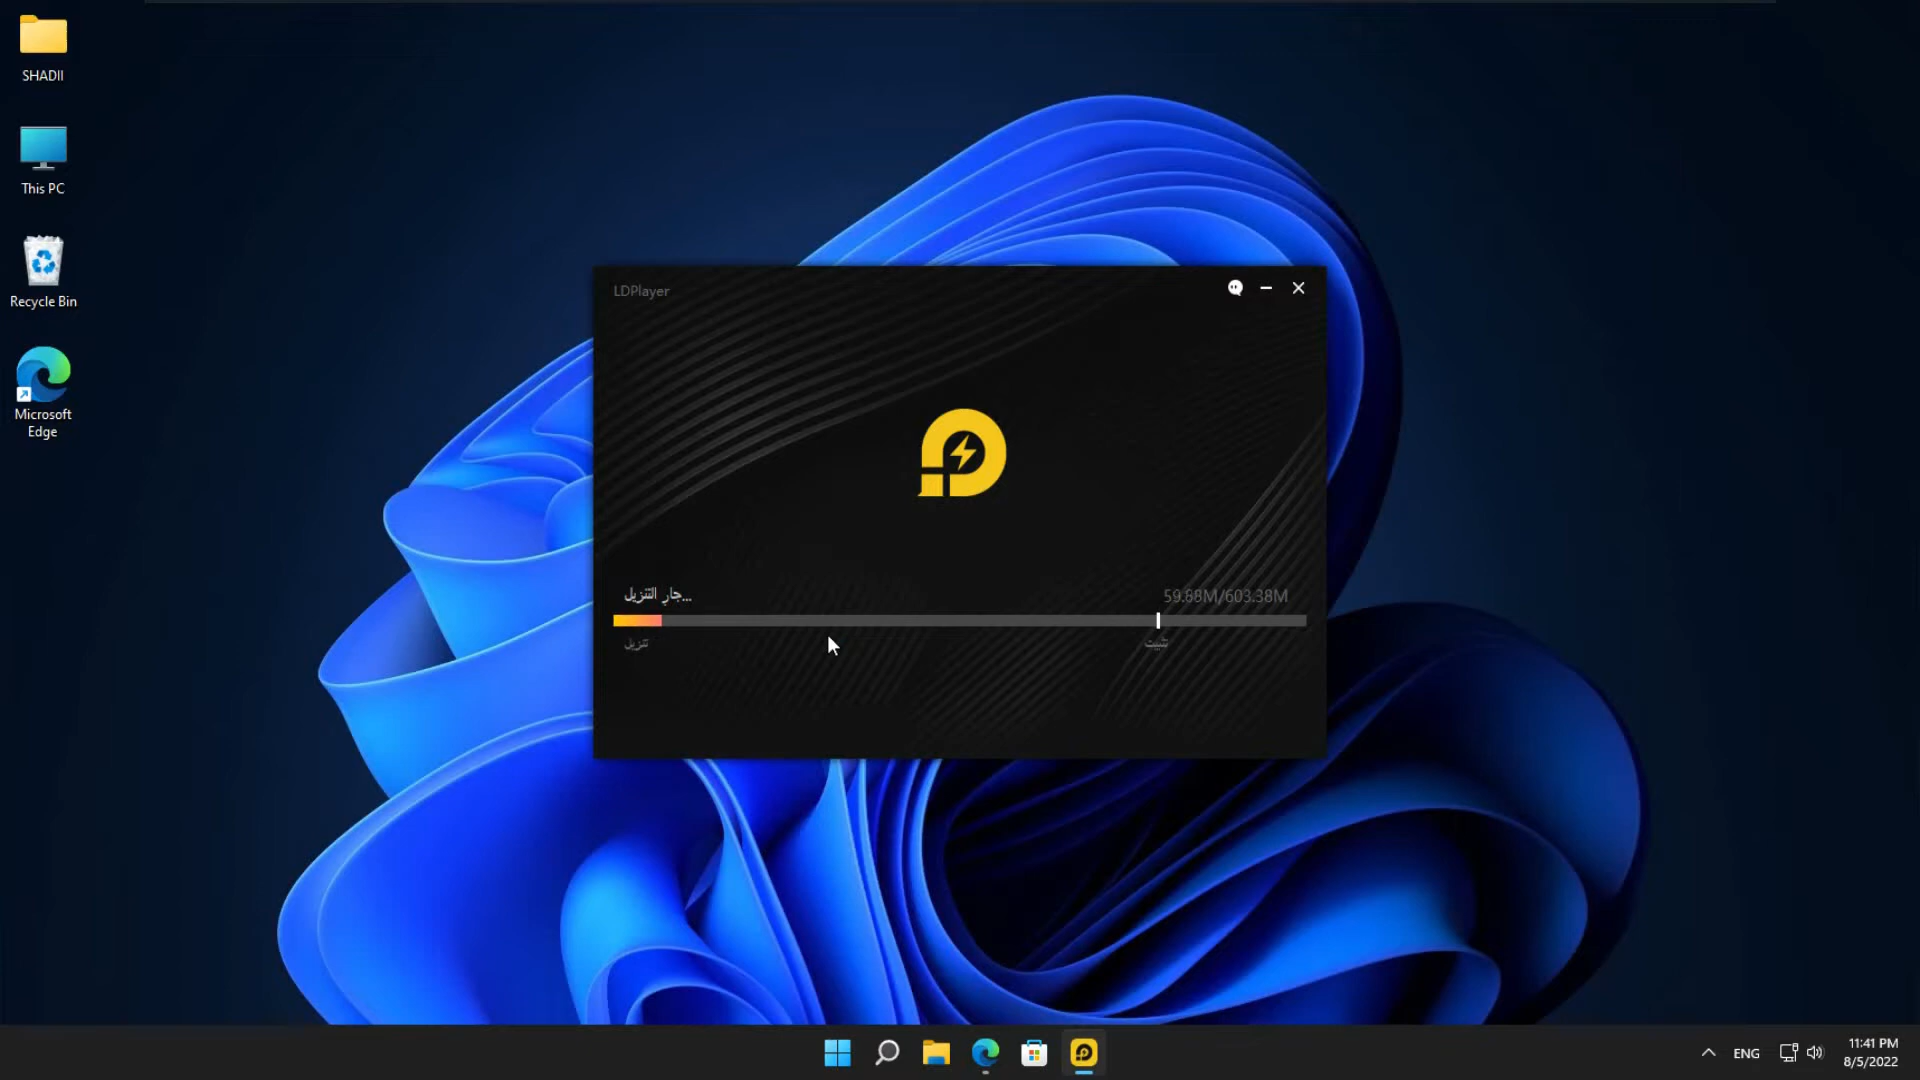 SHADII
This PC
Recycle Bin
Microsoft
Edge
LDPlayer
جارِ التنزيل...
59.88M/603.38M
تنزيل
تثبيت
ENG
11:41 PM
8/5/2022